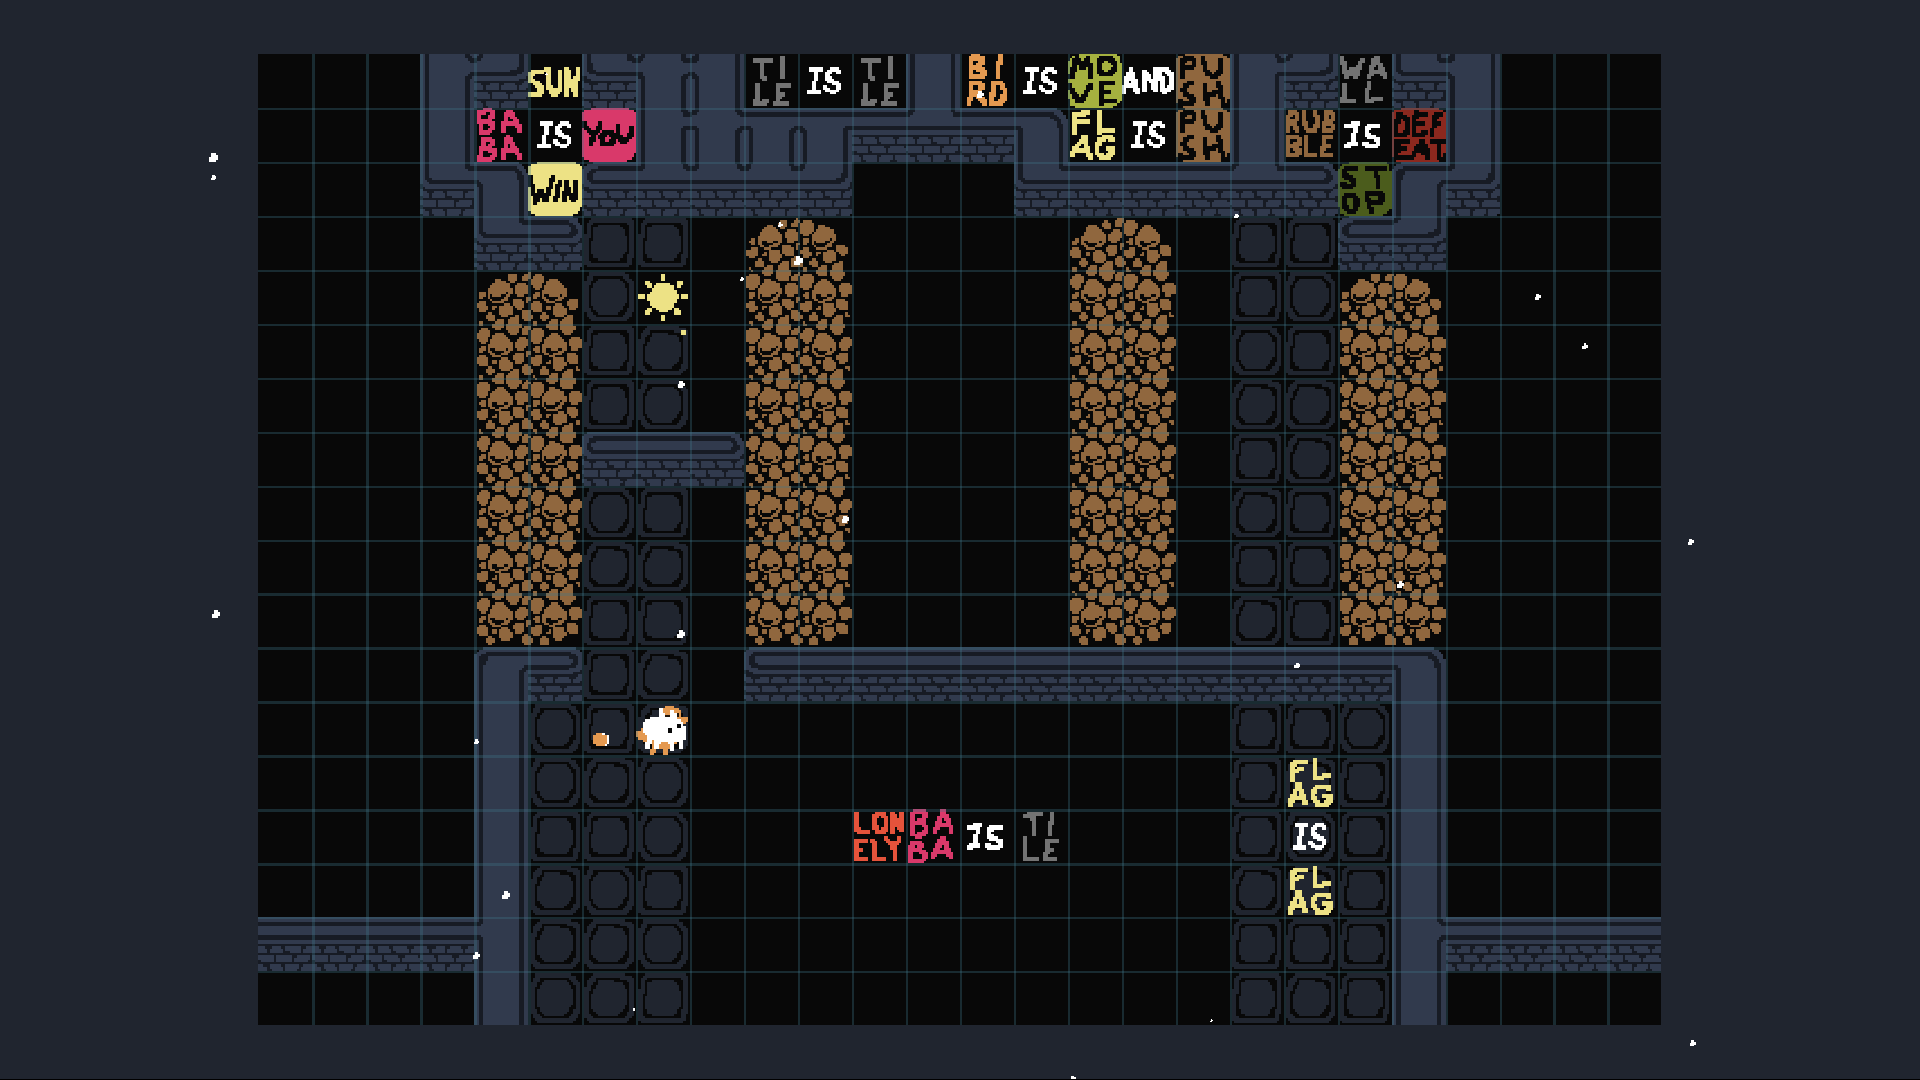 SUN
BABA IS YOU
WIN
TILE IS TILE
BIRD IS MOVE AND PUSH
FLAG IS PUSH
WALL
RUBBLE IS DEFEAT
STOP
LONELY BABA IS TILE
FLAG
IS
FLAG